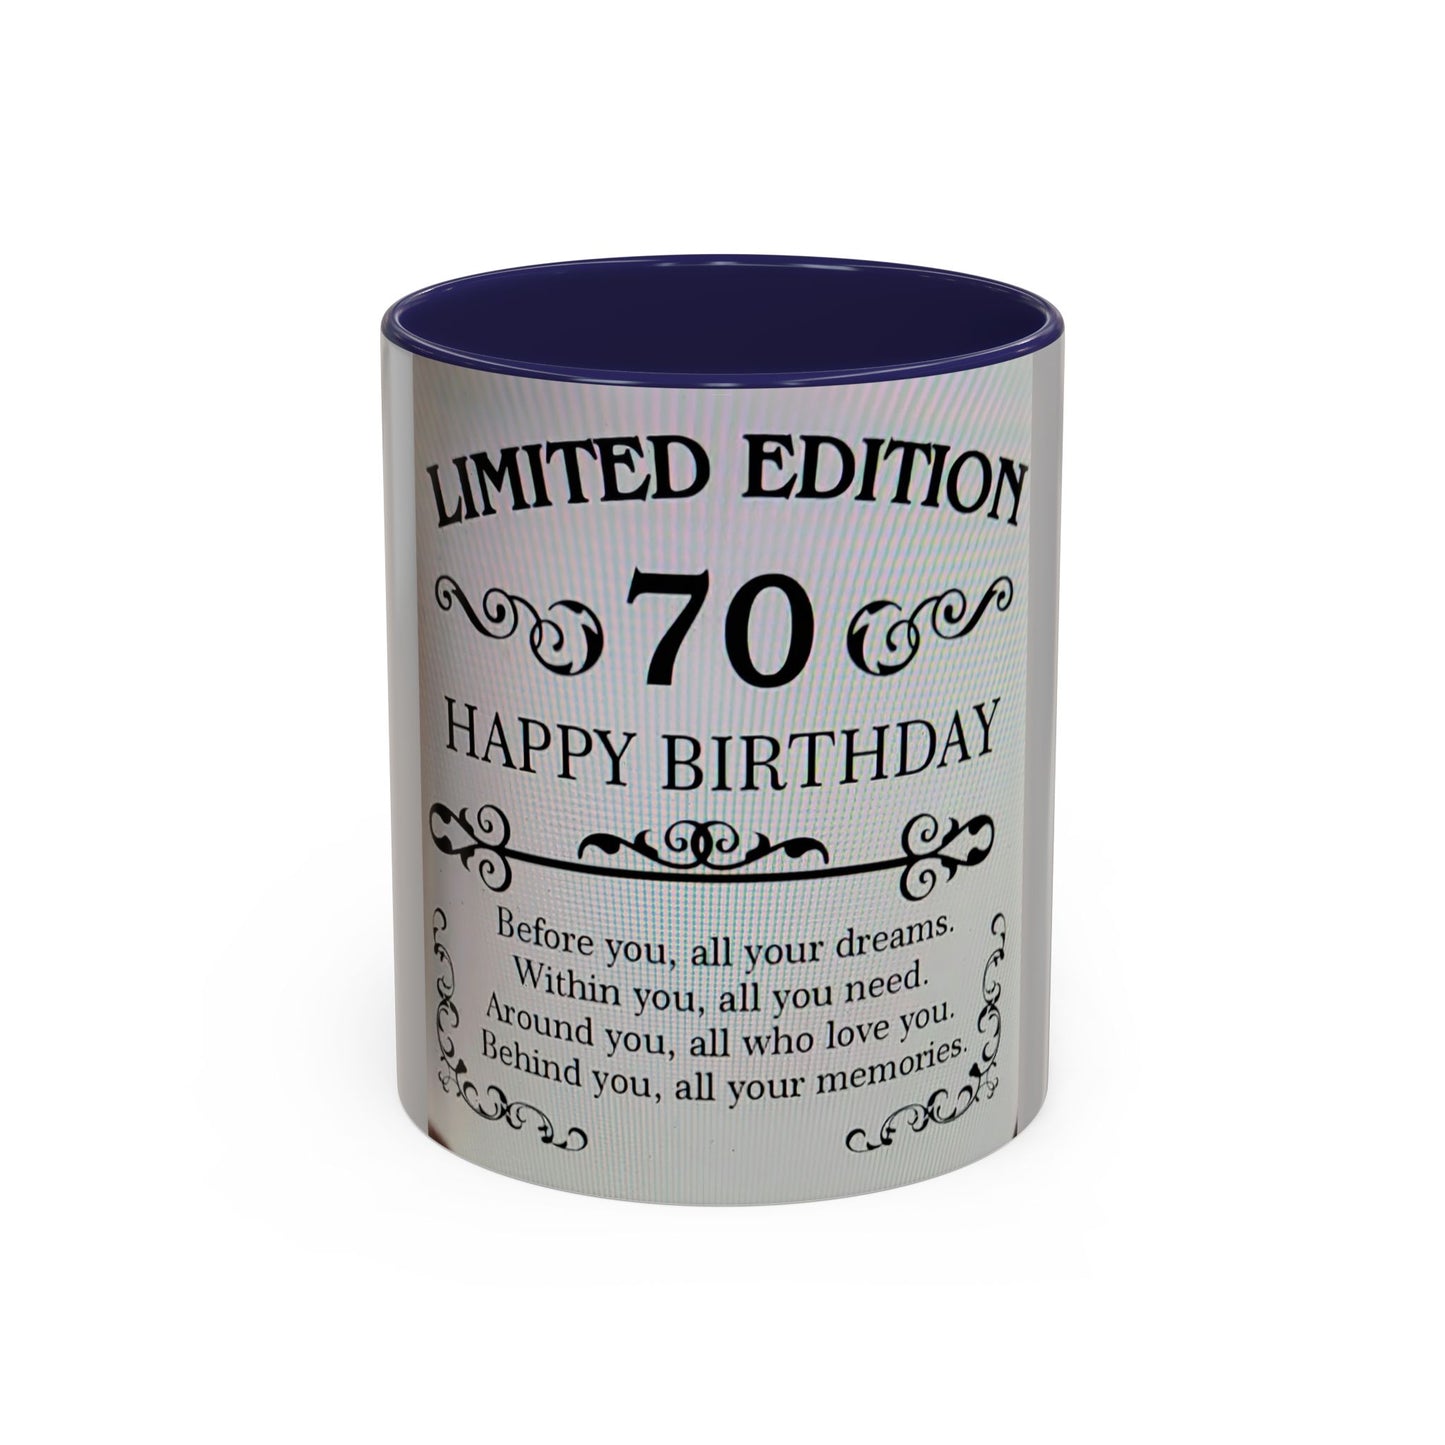 LIMITED EDITION
70
HAPPY BIRTHDAY
Before you, all your dreams.
Within you, all you need.
Around you, all who love you.
Behind you, all your memories.